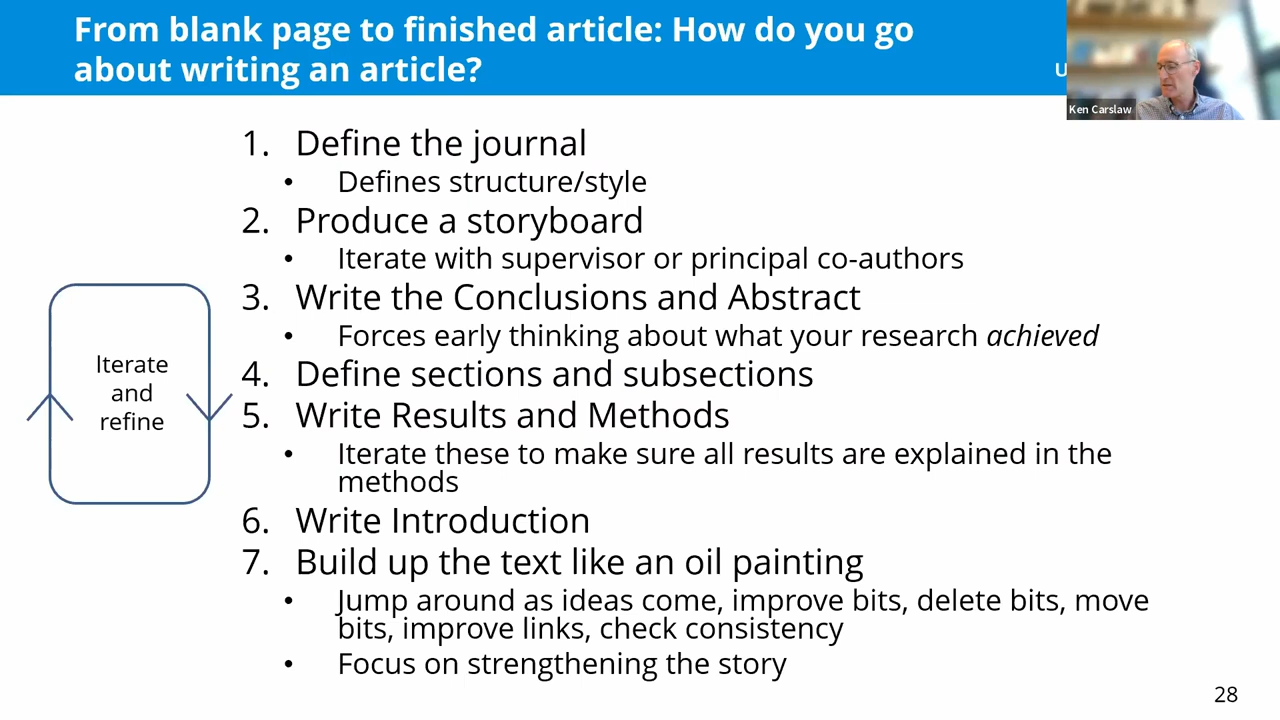 From blank page to finished article: How do you go
about writing an article?
U
Ken Carslaw
1. Define the journal
• Defines structure/style
2. Produce a storyboard
• Iterate with supervisor or principal co-authors
3. Write the Conclusions and Abstract
• Forces early thinking about what your research achieved
4. Define sections and subsections
5. Write Results and Methods
• Iterate these to make sure all results are explained in the
methods
6. Write Introduction
7. Build up the text like an oil painting
• Jump around as ideas come, improve bits, delete bits, move
bits, improve links, check consistency
• Focus on strengthening the story
Iterate
and
refine
28